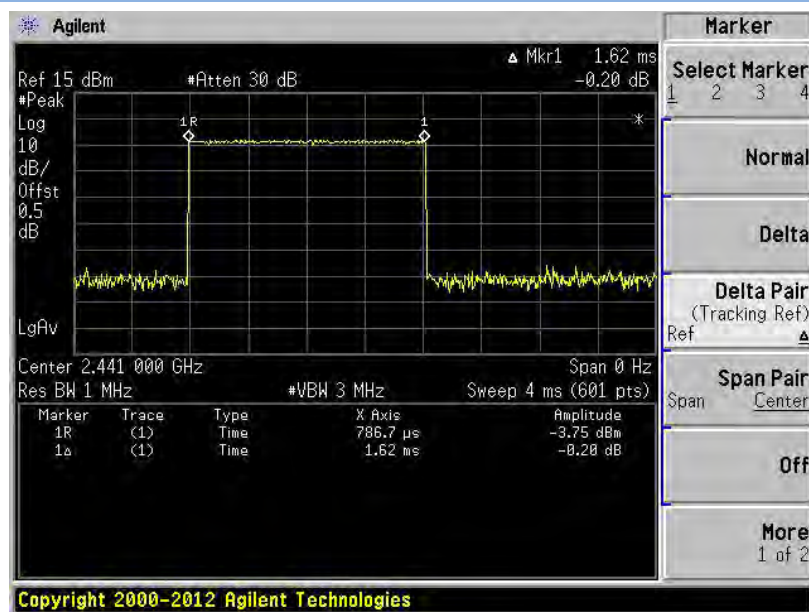 Agilent
Marker
Δ Mkr1 1.62 ms
Ref 15 dBm #Atten 30 dB -0.20 dB
#Peak
Log
10
dB/
Offst
0.5
dB
LgAv
1R
1
*
Center 2.441 000 GHz Span 0 Hz
Res BW 1 MHz #VBW 3 MHz Sweep 4 ms (601 pts)
Marker Trace Type X Axis Amplitude
1R (1) Time 786.7 µs -3.75 dBm
1Δ (1) Time 1.62 ms -0.20 dB
Select Marker
1 2 3 4
Normal
Delta
Delta Pair
(Tracking Ref)
Ref Δ
Span Pair
Span Center
Off
More
1 of 2
Copyright 2000-2012 Agilent Technologies